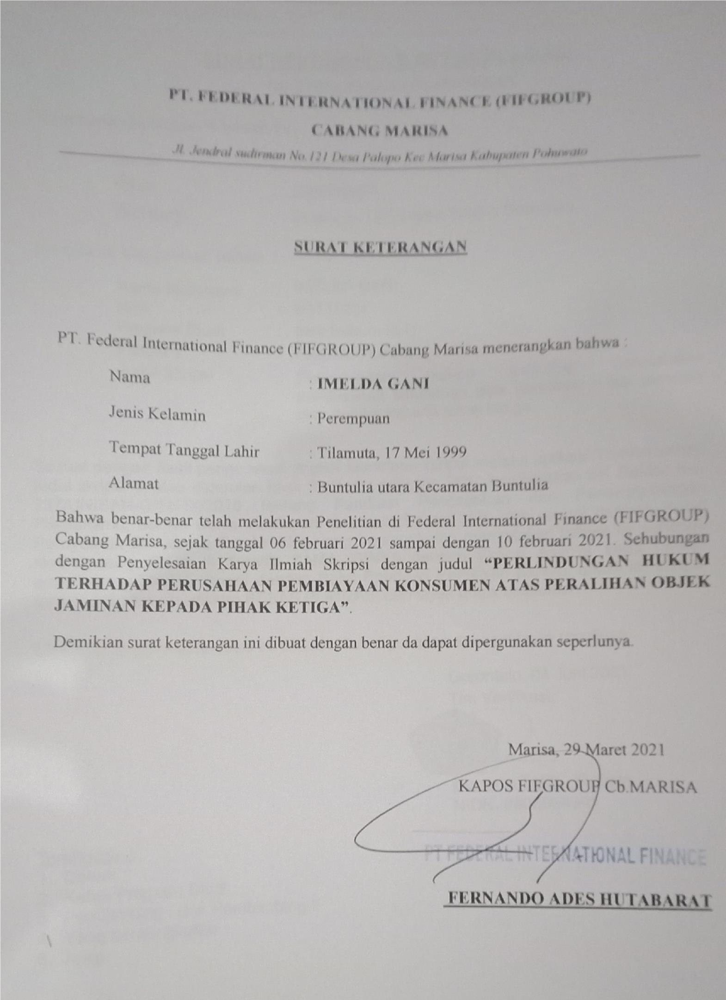 PT. FEDERAL INTERNATIONAL FINANCE (FIFGROUP)
CABANG MARISA
Jl. Jendral sudirman No.121 Desa Palopo Kec Marisa Kabupaten Pohuwato
SURAT KETERANGAN
PT. Federal International Finance (FIFGROUP) Cabang Marisa menerangkan bahwa :
Nama : IMELDA GANI
Jenis Kelamin : Perempuan
Tempat Tanggal Lahir : Tilamuta, 17 Mei 1999
Alamat : Buntulia utara Kecamatan Buntulia
Bahwa benar-benar telah melakukan Penelitian di Federal International Finance (FIFGROUP)
Cabang Marisa, sejak tanggal 06 februari 2021 sampai dengan 10 februari 2021. Sehubungan
dengan Penyelesaian Karya Ilmiah Skripsi dengan judul “PERLINDUNGAN HUKUM
TERHADAP PERUSAHAAN PEMBIAYAAN KONSUMEN ATAS PERALIHAN OBJEK
JAMINAN KEPADA PIHAK KETIGA”.
Demikian surat keterangan ini dibuat dengan benar da dapat dipergunakan seperlunya.
Marisa, 29 Maret 2021
KAPOS FIFGROUP Cb.MARISA
PT FEDERAL INTERNATIONAL FINANCE
FERNANDO ADES HUTABARAT